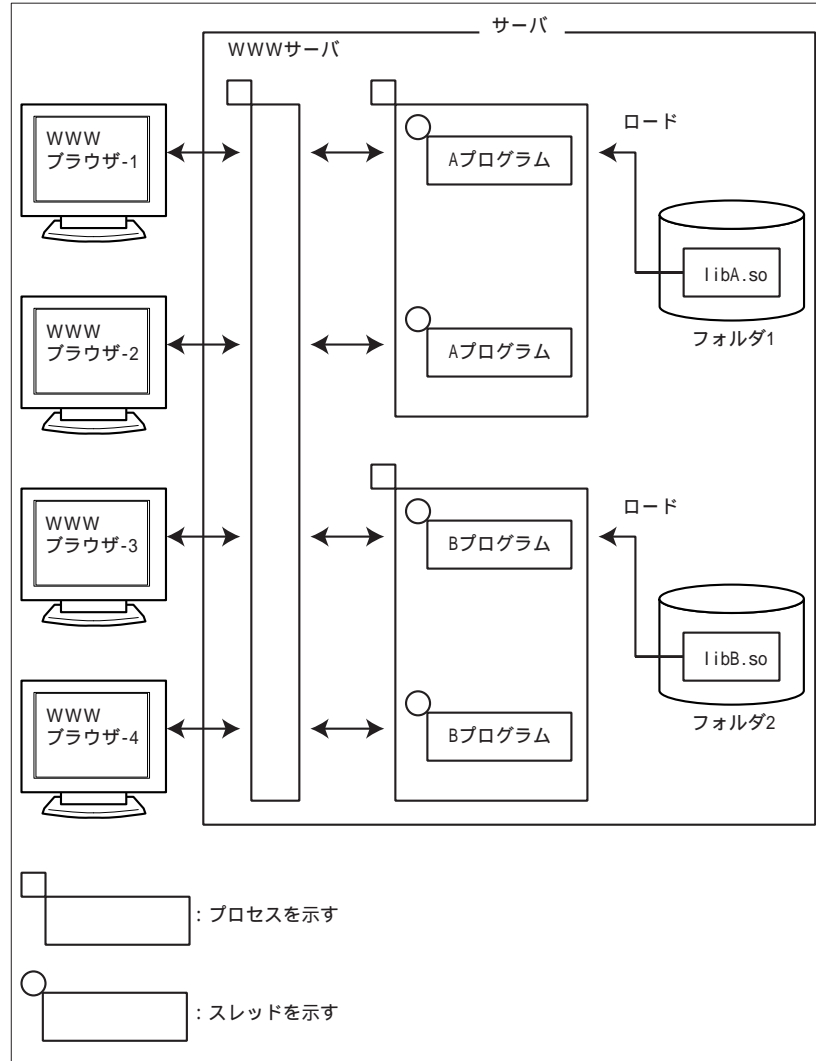 サーバ
WWWサーバ
WWW
ブラウザ-1
Aプログラム
ロード
libA.so
フォルダ1
WWW
ブラウザ-2
Aプログラム
WWW
ブラウザ-3
Bプログラム
ロード
libB.so
フォルダ2
WWW
ブラウザ-4
Bプログラム
：プロセスを示す
：スレッドを示す